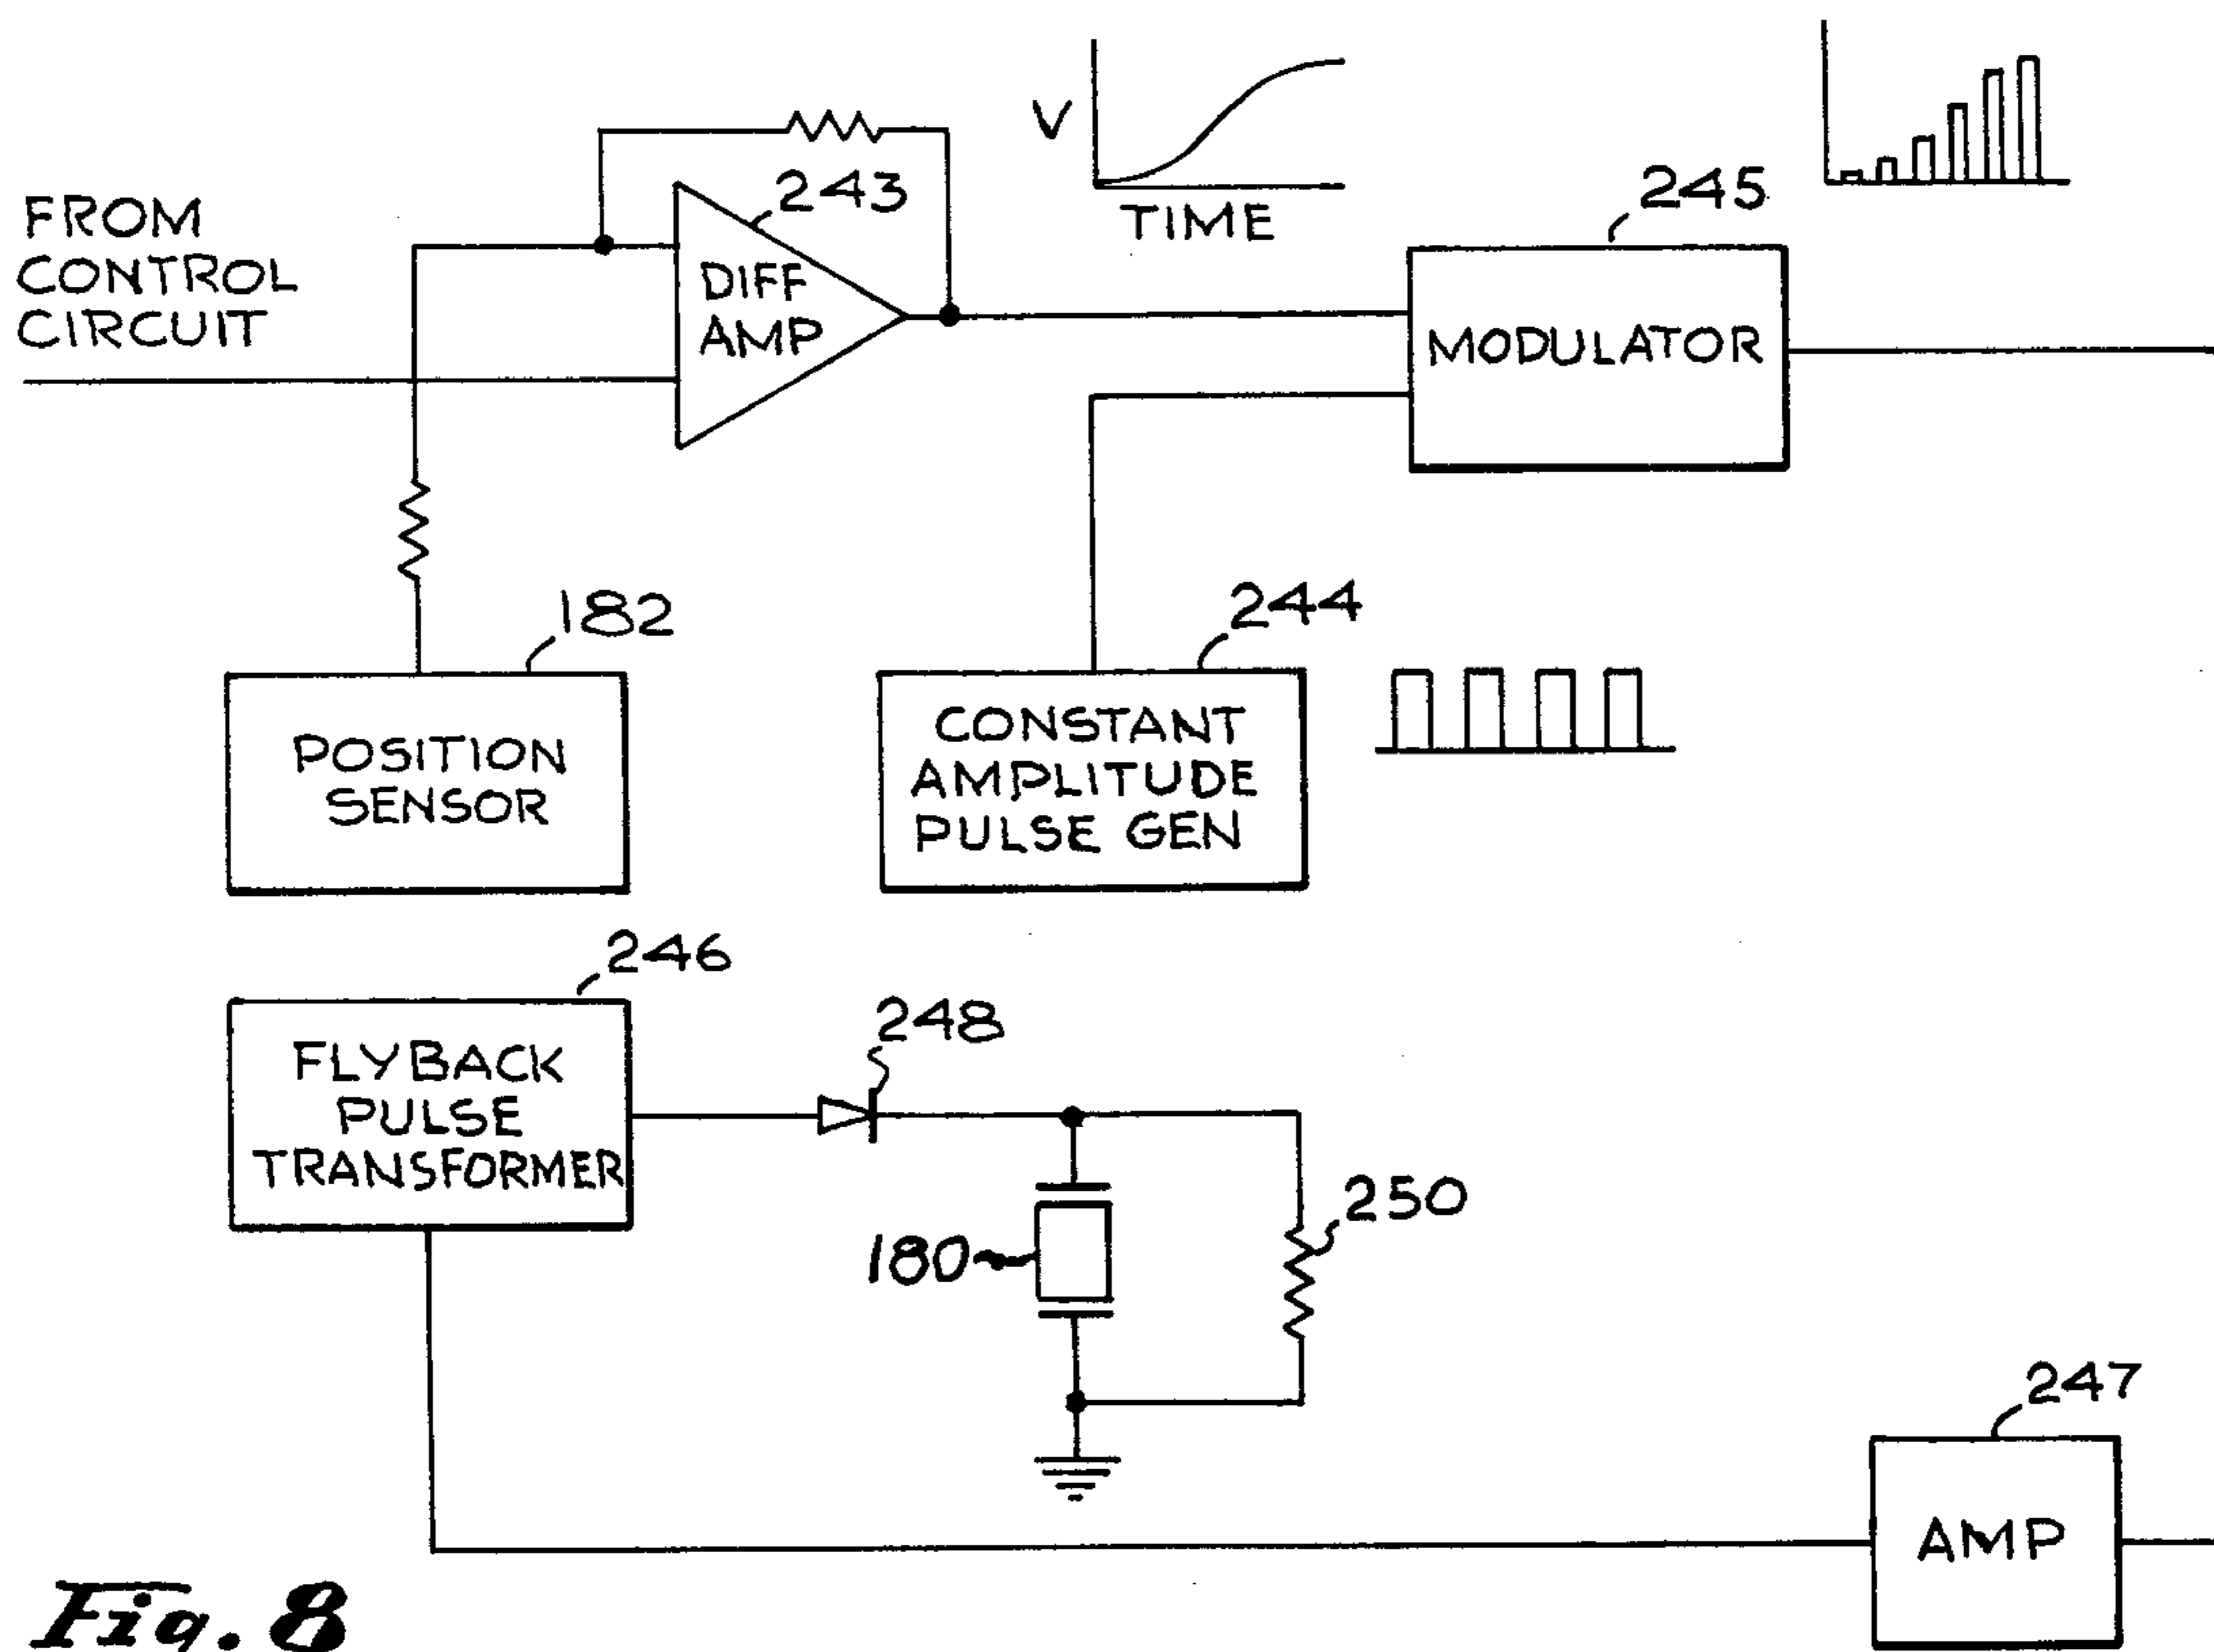 FROM
CONTROL
CIRCUIT
243
DIFF
AMP
V
TIME
245
MODULATOR
182
POSITION
SENSOR
244
CONSTANT
AMPLITUDE
PULSE GEN
246
FLYBACK
PULSE
TRANSFORMER
248
180
250
247
AMP
Fig. 8